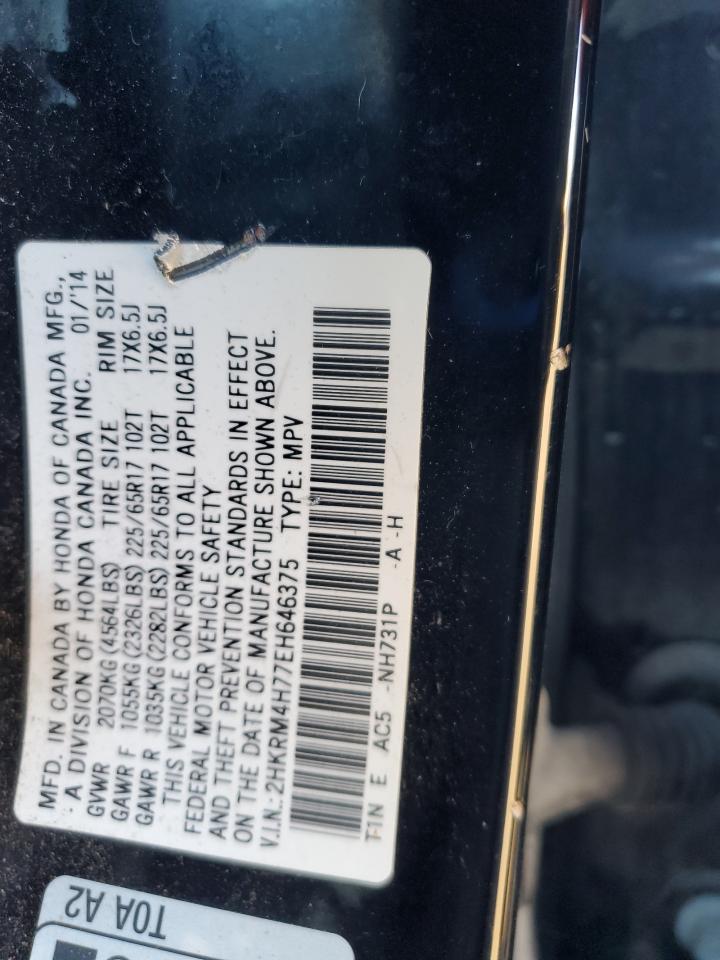 MFD. IN CANADA BY HONDA OF CANADA MFG.,
A DIVISION OF HONDA CANADA INC. 01/'14
GVWR 2070KG(4564LBS) TIRE SIZE RIM SIZE
GAWR F 1055KG(2326LBS) 225/65R17 102T 17X6.5J
GAWR R 1035KG(2282LBS) 225/65R17 102T 17X6.5J
THIS VEHICLE CONFORMS TO ALL APPLICABLE
FEDERAL MOTOR VEHICLE SAFETY
AND THEFT PREVENTION STANDARDS IN EFFECT
ON THE DATE OF MANUFACTURE SHOWN ABOVE.
V.I.N.: 2HKRM4H77EH646375 TYPE: MPV
T1N E AC5 -NH731P -A -H
T0A A2